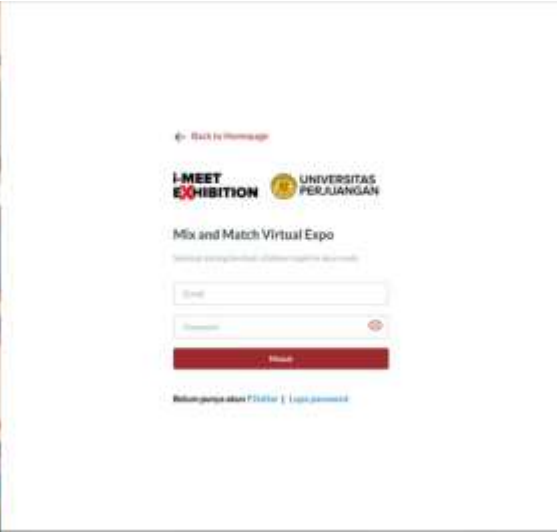 ← Back to Homepage
i-MEET
EXHIBITION
UNIVERSITAS
PERJUANGAN
Mix and Match Virtual Expo
Email
Password
Masuk
Belum punya akun? Daftar | Lupa password